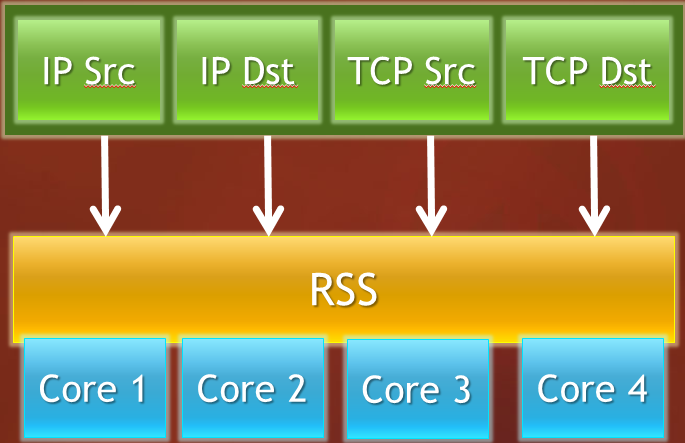 IP Src IP Dst TCP Src TCP Dst
RSS
Core 1 Core 2 Core 3 Core 4